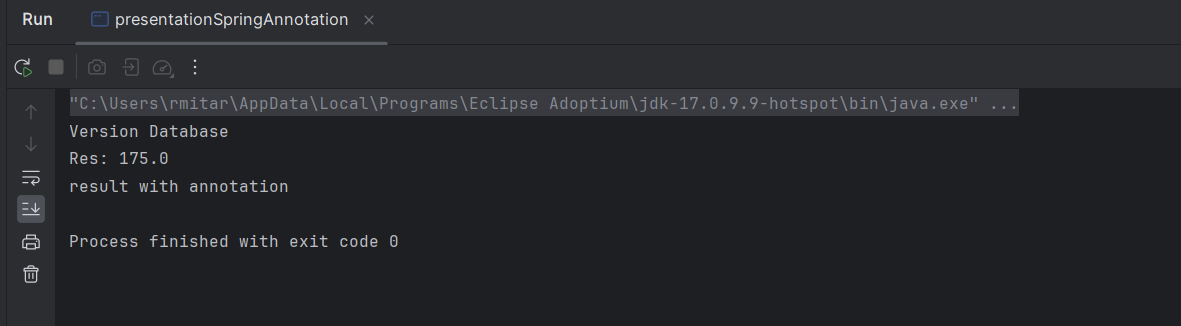 Run presentationSpringAnnotation
"C:\Users\rmitar\AppData\Local\Programs\Eclipse Adoptium\jdk-17.0.9.9-hotspot\bin\java.exe" ...
Version Database
Res: 175.0
result with annotation
Process finished with exit code 0